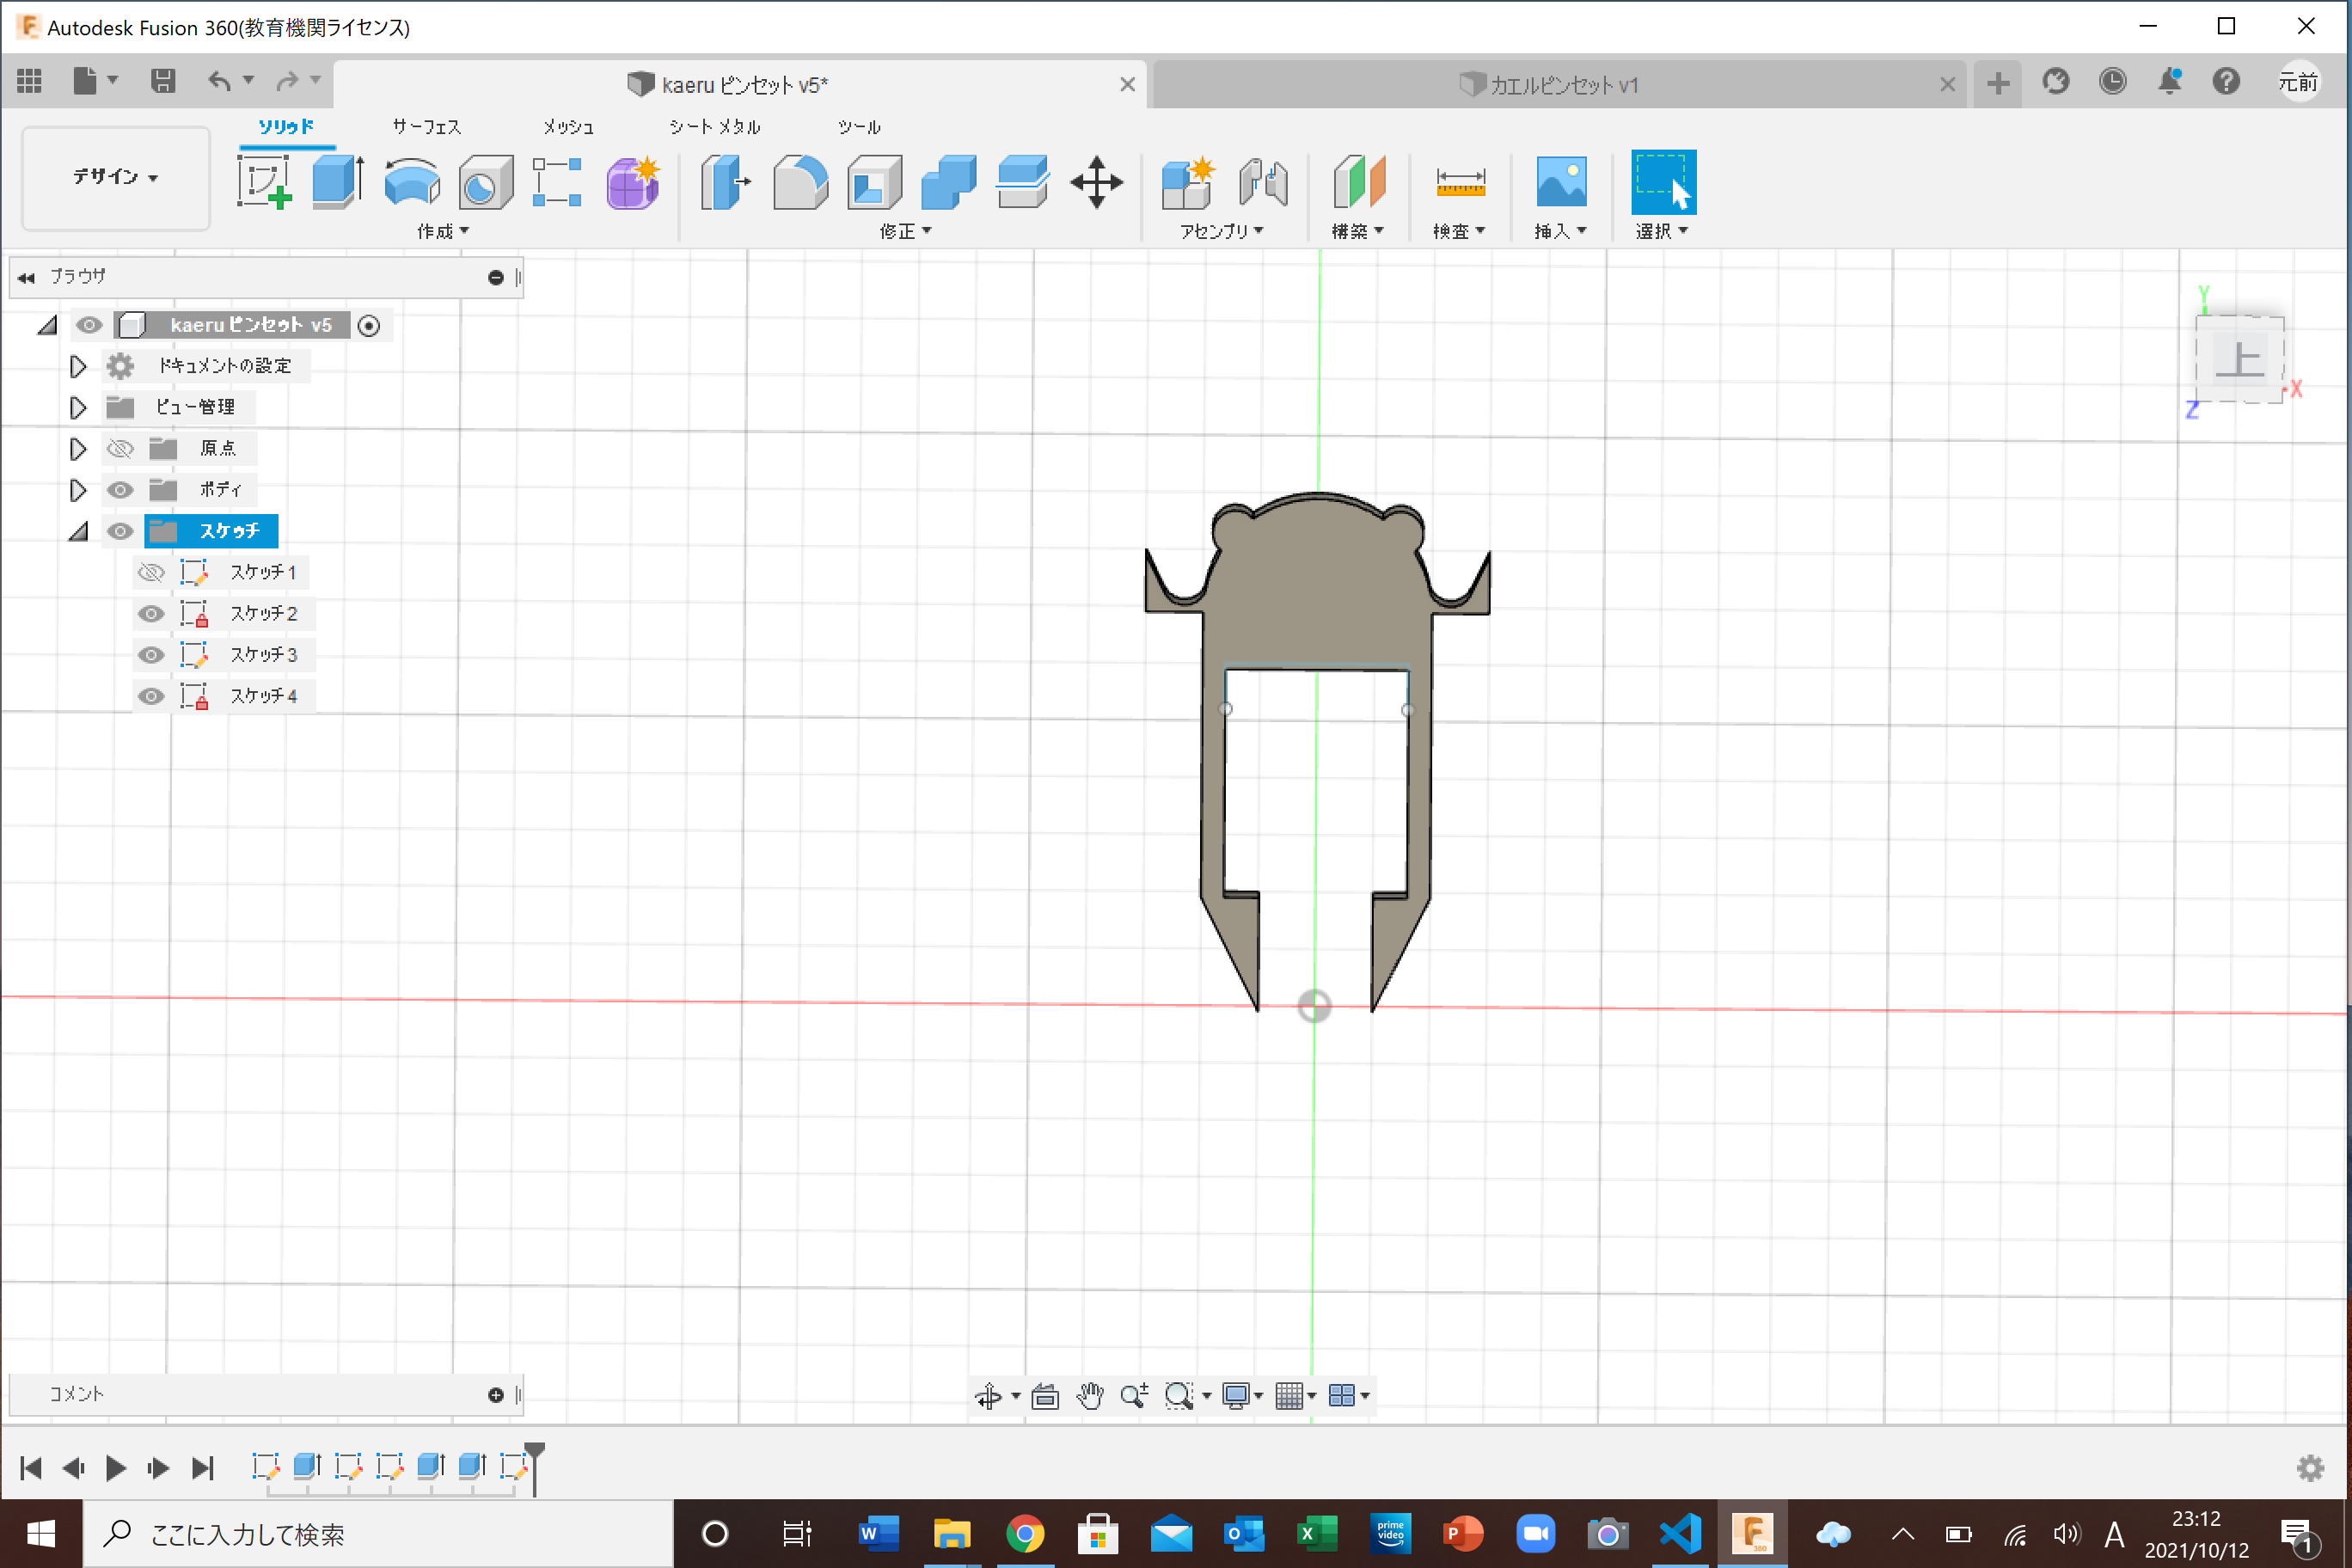 Autodesk Fusion 360(教育機関ライセンス)
kaeru ピンセット v5*
カエルピンセット v1
元前
ソリッド サーフェス メッシュ シート メタル ツール
デザイン
作成 修正 アセンブリ 構築 検査 挿入 選択
ブラウザ
kaeru ピンセット v5
ドキュメントの設定
ビュー管理
原点
ボディ
スケッチ
スケッチ1
スケッチ2
スケッチ3
スケッチ4
Y
上
X
Z
コメント
ここに入力して検索
prime video
A
23:12
2021/10/12
1